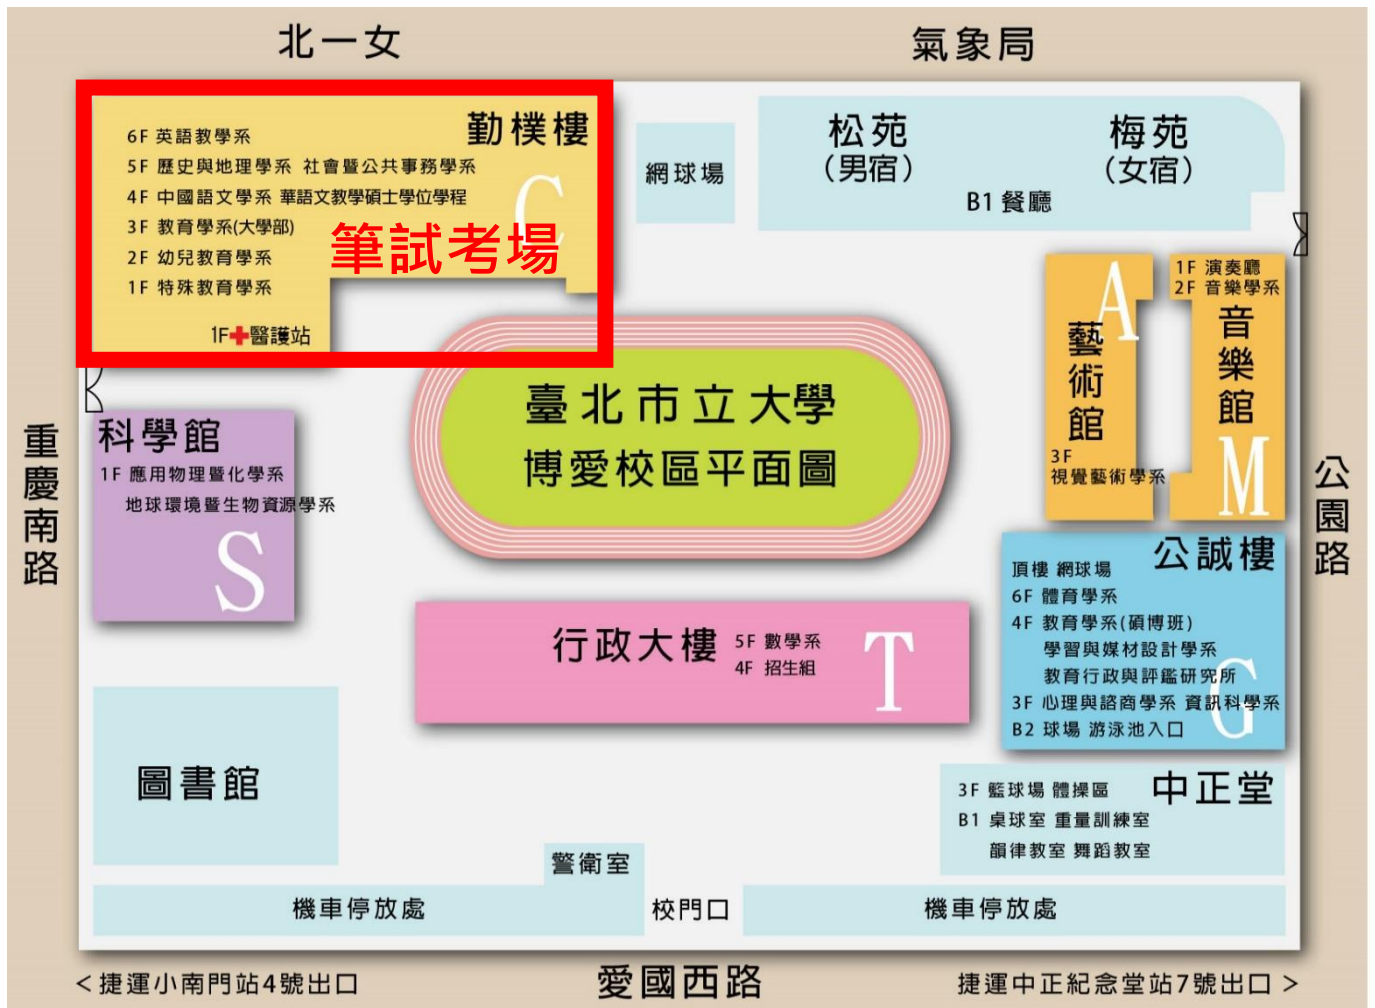 北一女
氣象局
勤樸樓
C
6F 英語教學系
5F 歷史與地理學系 社會暨公共事務學系
4F 中國語文學系 華語文教學碩士學位學程
3F 教育學系(大學部)
2F 幼兒教育學系
1F 特殊教育學系
1F✚醫護站
筆試考場
網球場
松苑
(男宿)
梅苑
(女宿)
B1 餐廳
A
藝術館
3F
視覺藝術學系
1F 演奏廳
2F 音樂學系
音樂館
M
臺北市立大學
博愛校區平面圖
重慶南路
公園路
科學館
1F 應用物理暨化學系
地球環境暨生物資源學系
S
公誠樓
頂樓 網球場
6F 體育學系
4F 教育學系(碩博班)
學習與媒材設計學系
教育行政與評鑑研究所
3F 心理與諮商學系 資訊科學系
B2 球場 游泳池入口
G
行政大樓
5F 數學系
4F 招生組
T
圖書館
中正堂
3F 籃球場 體操區
B1 桌球室 重量訓練室
韻律教室 舞蹈教室
警衛室
機車停放處
校門口
機車停放處
<捷運小南門站4號出口
愛國西路
捷運中正紀念堂站7號出口 >